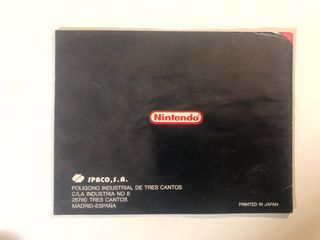 Nintendo
SPACO,S.A.
POLIGONO INDUSTRIAL DE TRES CANTOS
C/LA INDUSTRIA NO 8
28760 TRES CANTOS
MADRID-ESPAÑA
PRINTED IN JAPAN